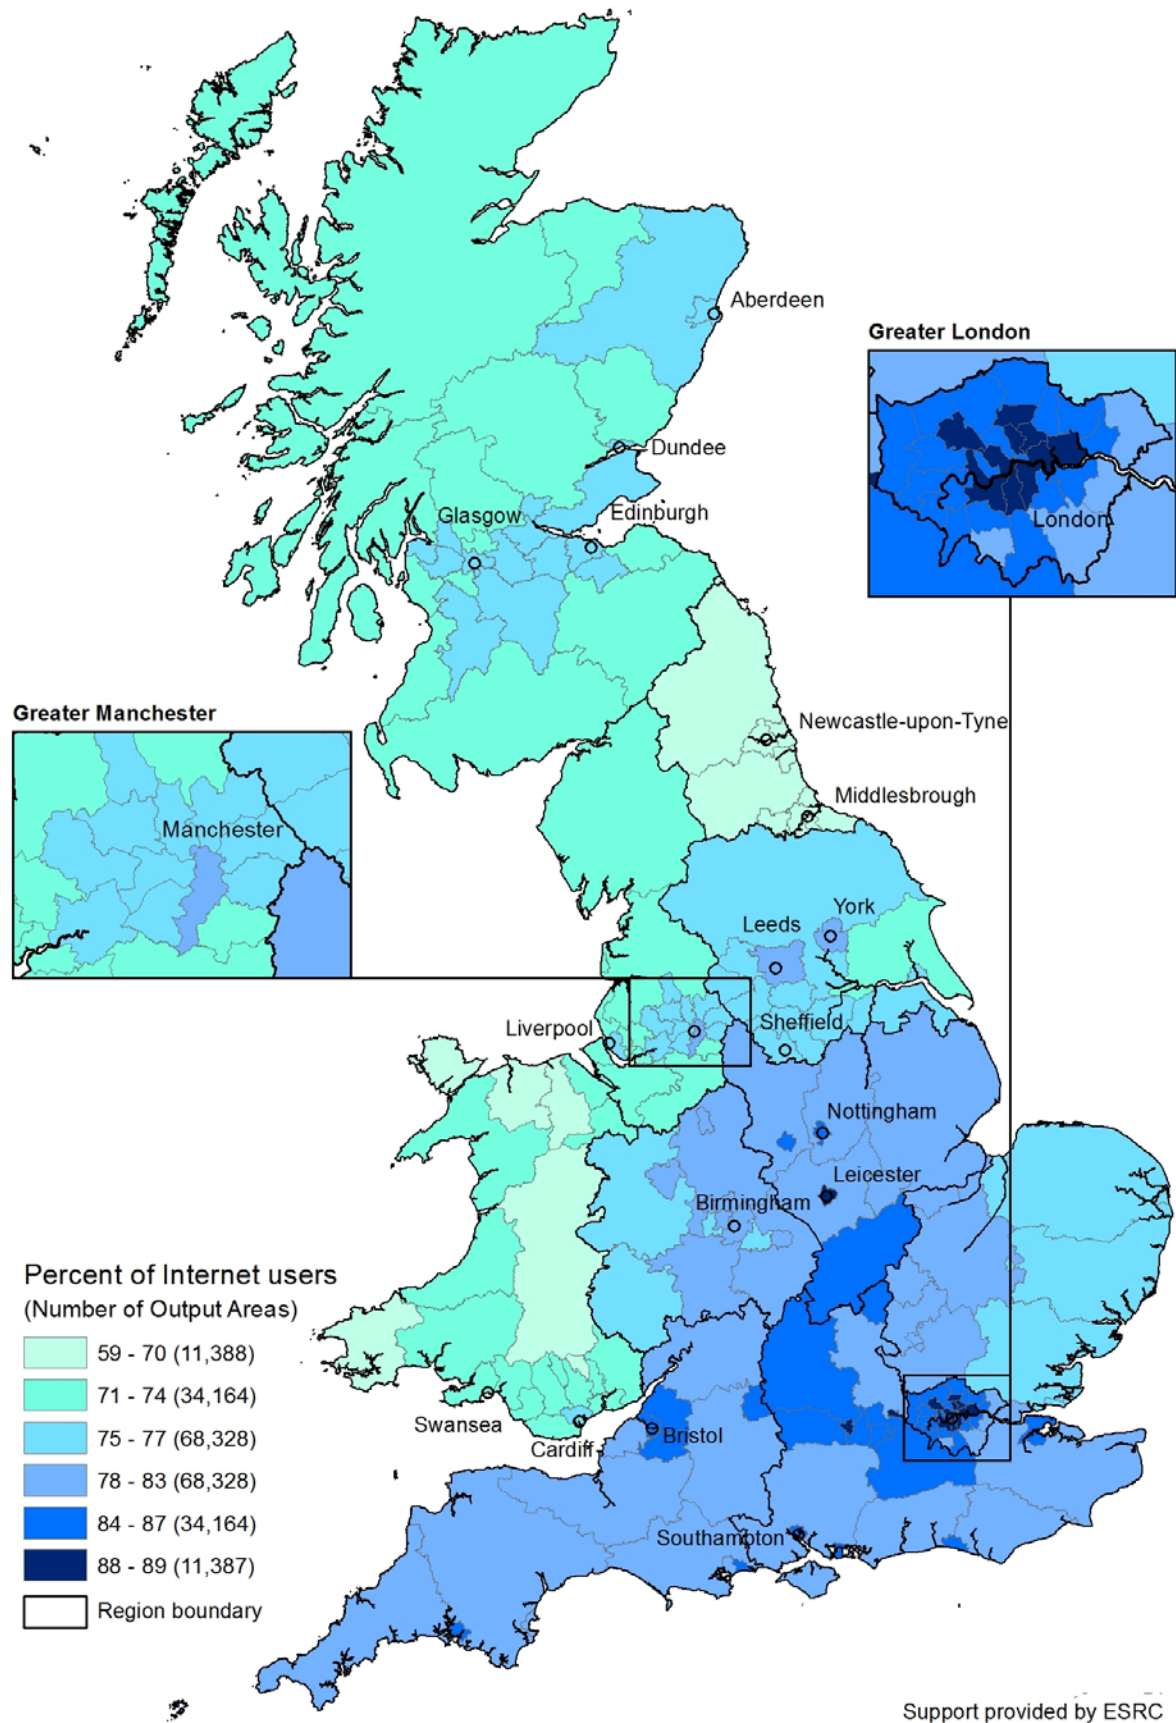 Aberdeen
Greater London
Dundee
Edinburgh
Glasgow
London
Greater Manchester
Newcastle-upon-Tyne
Middlesbrough
Manchester
York
Leeds
Liverpool
Sheffield
Nottingham
Leicester
Birmingham
Percent of Internet users
(Number of Output Areas)
59 - 70 (11,388)
71 - 74 (34,164)
75 - 77 (68,328)
78 - 83 (68,328)
84 - 87 (34,164)
88 - 89 (11,387)
Region boundary
Swansea
Cardiff
Bristol
Southampton
Support provided by ESRC